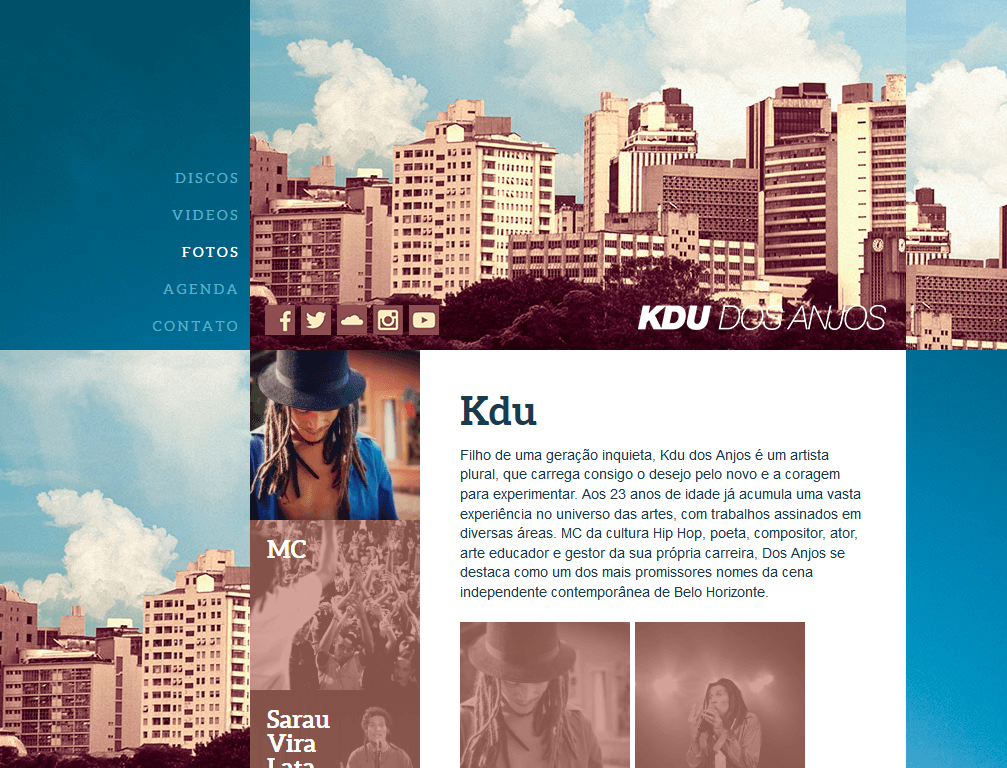 DISCOS
VIDEOS
FOTOS
AGENDA
CONTATO
KDU DOS ANJOS
Kdu
Filho de uma geração inquieta, Kdu dos Anjos é um artista
plural, que carrega consigo o desejo pelo novo e a coragem
para experimentar. Aos 23 anos de idade já acumula uma vasta
experiência no universo das artes, com trabalhos assinados em
diversas áreas. MC da cultura Hip Hop, poeta, compositor, ator,
arte educador e gestor da sua própria carreira, Dos Anjos se
destaca como um dos mais promissores nomes da cena
independente contemporânea de Belo Horizonte.
MC
Sarau
Vira
Lata